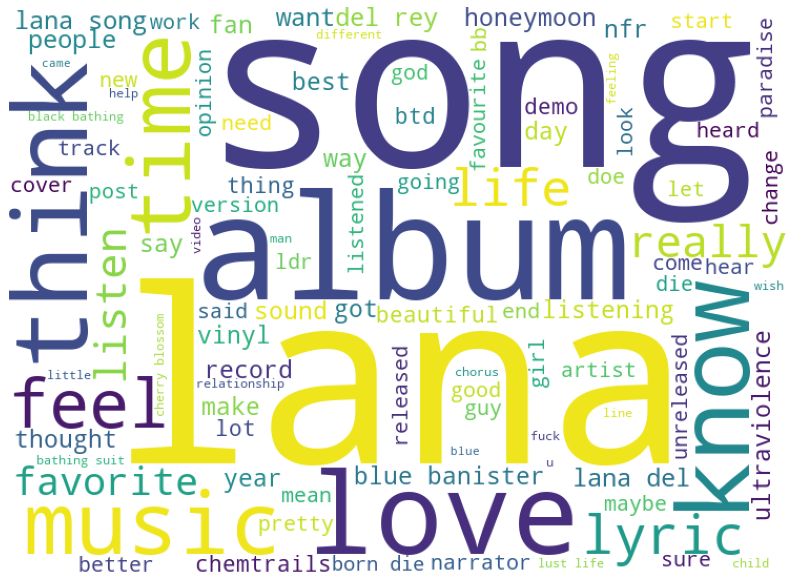 lana song
work
want
del rey
honeymoon
nfr
start
people
fan
different
bb
paradise
came
think
time
song
new
help
opinion
best
god
btd
favourite
demo
day
look
heard
black bathing
need
feeling
track
way
cover
post
thing
going
life
doe
let
change
version
listened
listen
say
video
album
man
really
ldr
come
hear
die
wish
lana
said
sound
got
beautiful
end
listening
know
vinyl
cherry blossom
little
record
relationship
chorus
girl
artist
unreleased
ultraviolence
feel
make
released
good
guy
line
lot
fuck
thought
blue
u
bathing suit
favorite
year
mean
blue banister
lana del
music
love
lyric
maybe
pretty
better
chemtrails
born die
narrator
lust life
sure
child